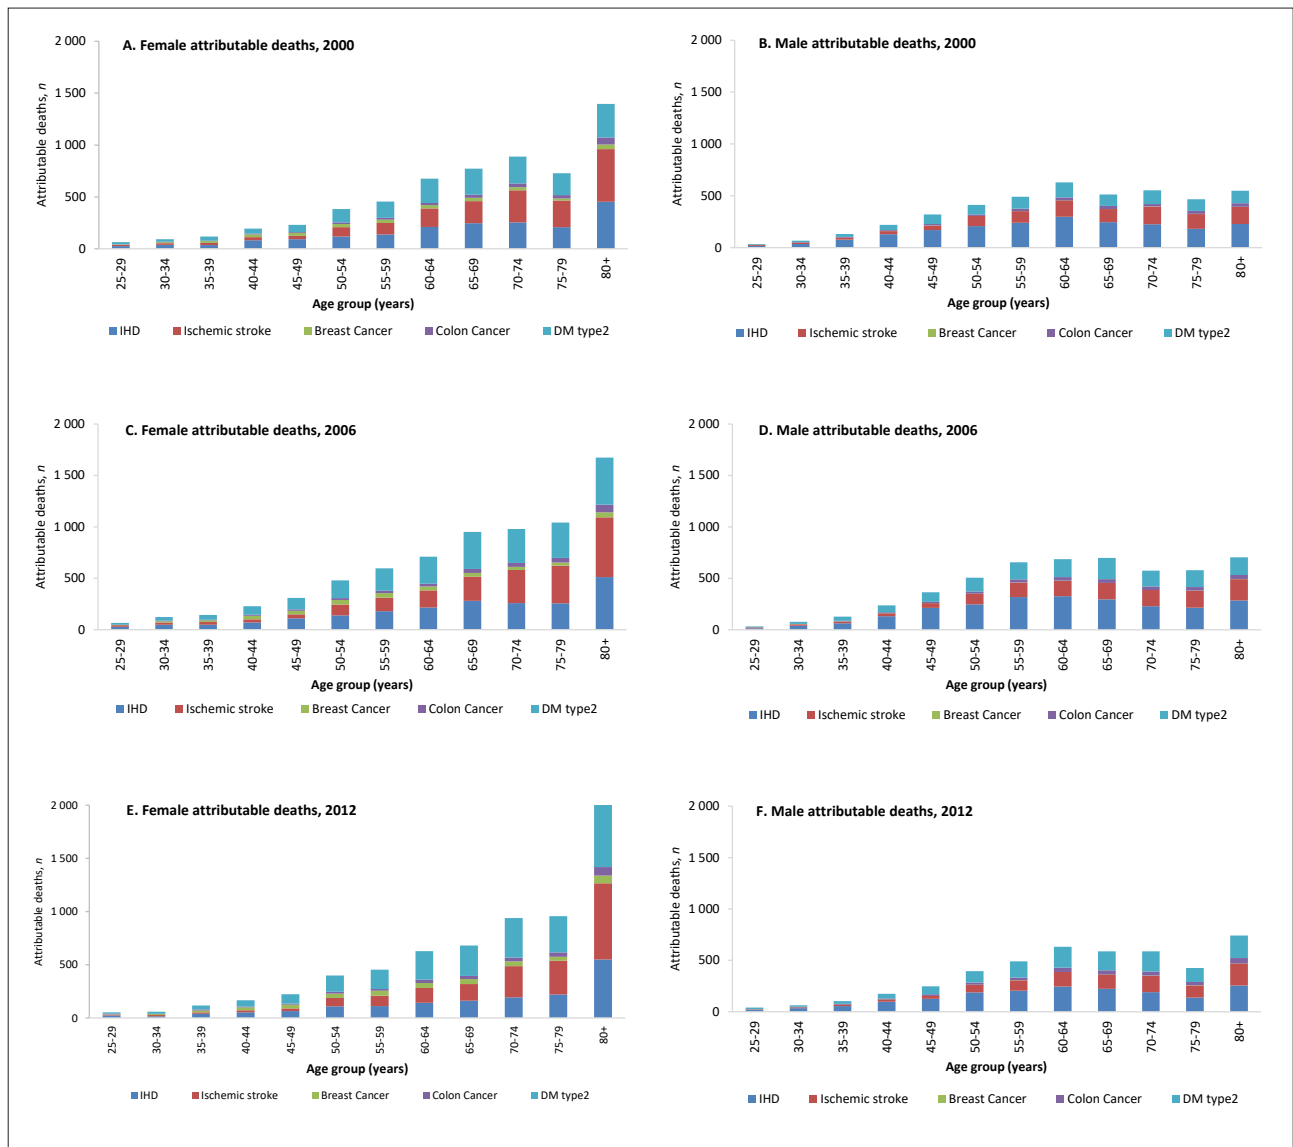 A. Female attributable deaths, 2000
Attributable deaths, n
2 000
1 500
1 000
500
0
25-29 30-34 35-39 40-44 45-49 50-54 55-59 60-64 65-69 70-74 75-79 80+
Age group (years)
IHD Ischemic stroke Breast Cancer Colon Cancer DM type2
B. Male attributable deaths, 2000
Attributable deaths, n
2 000
1 500
1 000
500
0
25-29 30-34 35-39 40-44 45-49 50-54 55-59 60-64 65-69 70-74 75-79 80+
Age group (years)
IHD Ischemic stroke Breast Cancer Colon Cancer DM type2
C. Female attributable deaths, 2006
Attributable deaths, n
2 000
1 500
1 000
500
0
25-29 30-34 35-39 40-44 45-49 50-54 55-59 60-64 65-69 70-74 75-79 80+
Age group (years)
IHD Ischemic stroke Breast Cancer Colon Cancer DM type2
D. Male attributable deaths, 2006
Attributable deaths, n
2 000
1 500
1 000
500
0
25-29 30-34 35-39 40-44 45-49 50-54 55-59 60-64 65-69 70-74 75-79 80+
Age group (years)
IHD Ischemic stroke Breast Cancer Colon Cancer DM type2
E. Female attributable deaths, 2012
Attributable deaths, n
2 000
1 500
1 000
500
0
25-29 30-34 35-39 40-44 45-49 50-54 55-59 60-64 65-69 70-74 75-79 80+
Age group (years)
IHD Ischemic stroke Breast Cancer Colon Cancer DM type2
F. Male attributable deaths, 2012
Attributable deaths, n
2 000
1 500
1 000
500
0
25-29 30-34 35-39 40-44 45-49 50-54 55-59 60-64 65-69 70-74 75-79 80+
Age group (years)
IHD Ischemic stroke Breast Cancer Colon Cancer DM type2